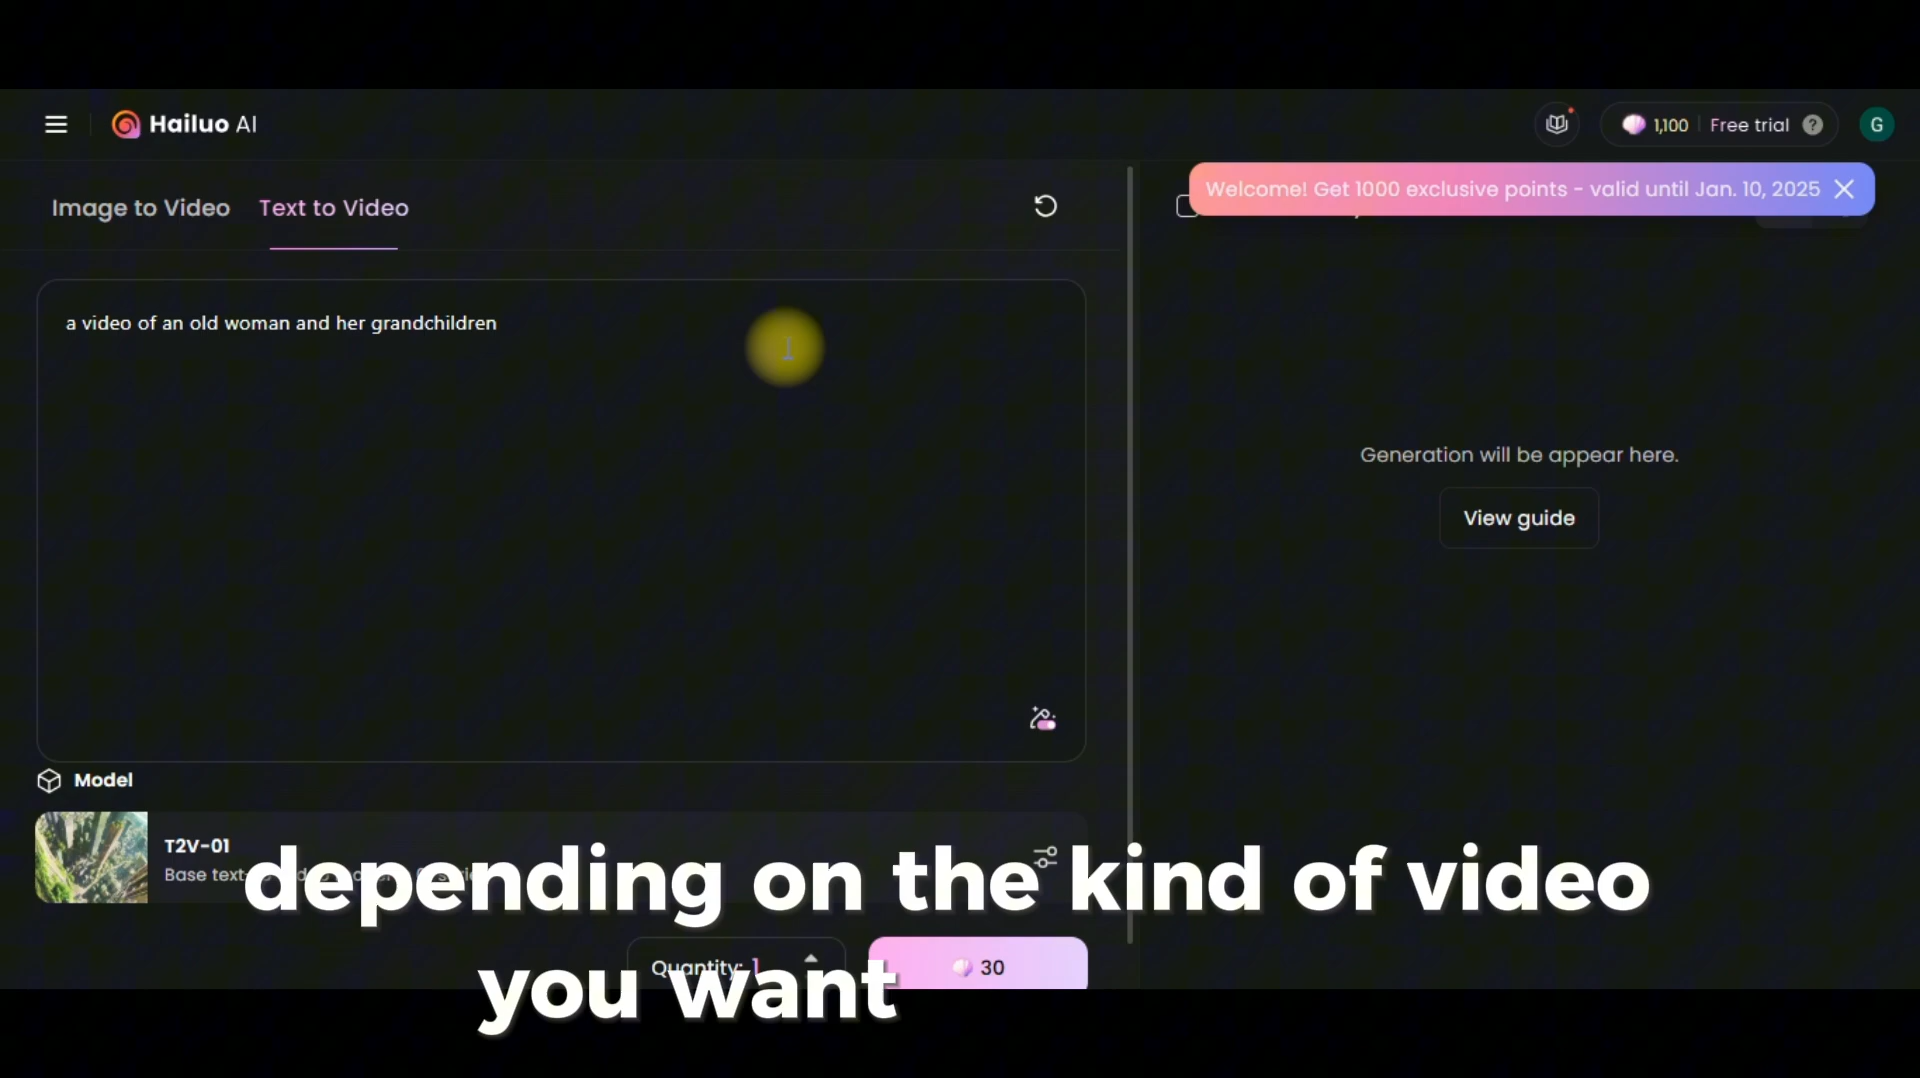 Hailuo AI
1,100
Free trial
G
Image to Video
Text to Video
Welcome! Get 1000 exclusive points - valid until Jan. 10, 2025
a video of an old woman and her grandchildren
Generation will be appear here.
View guide
Model
T2V-01
Base text
depending on the kind of video
you want
Quantity: 1
30